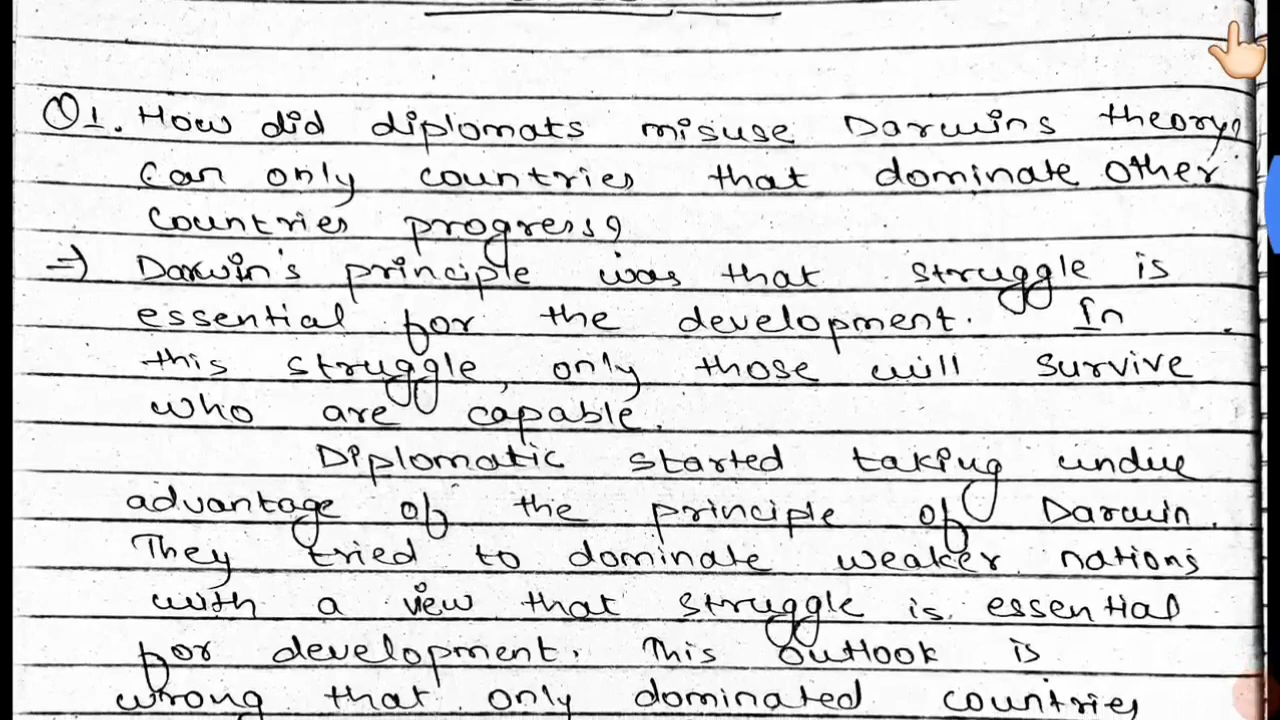 Q1. How did diplomats misuse Darwins theory?
Can only countries that dominate other
countries progress?
=> Darwin's principle was that struggle is
essential for the development. In
this struggle, only those will survive
who are capable.
Diplomatic started taking undue
advantage of the principle of Darwin.
They tried to dominate weaker nations
with a view that struggle is essential
for development. This outlook is
wrong that only dominated countries